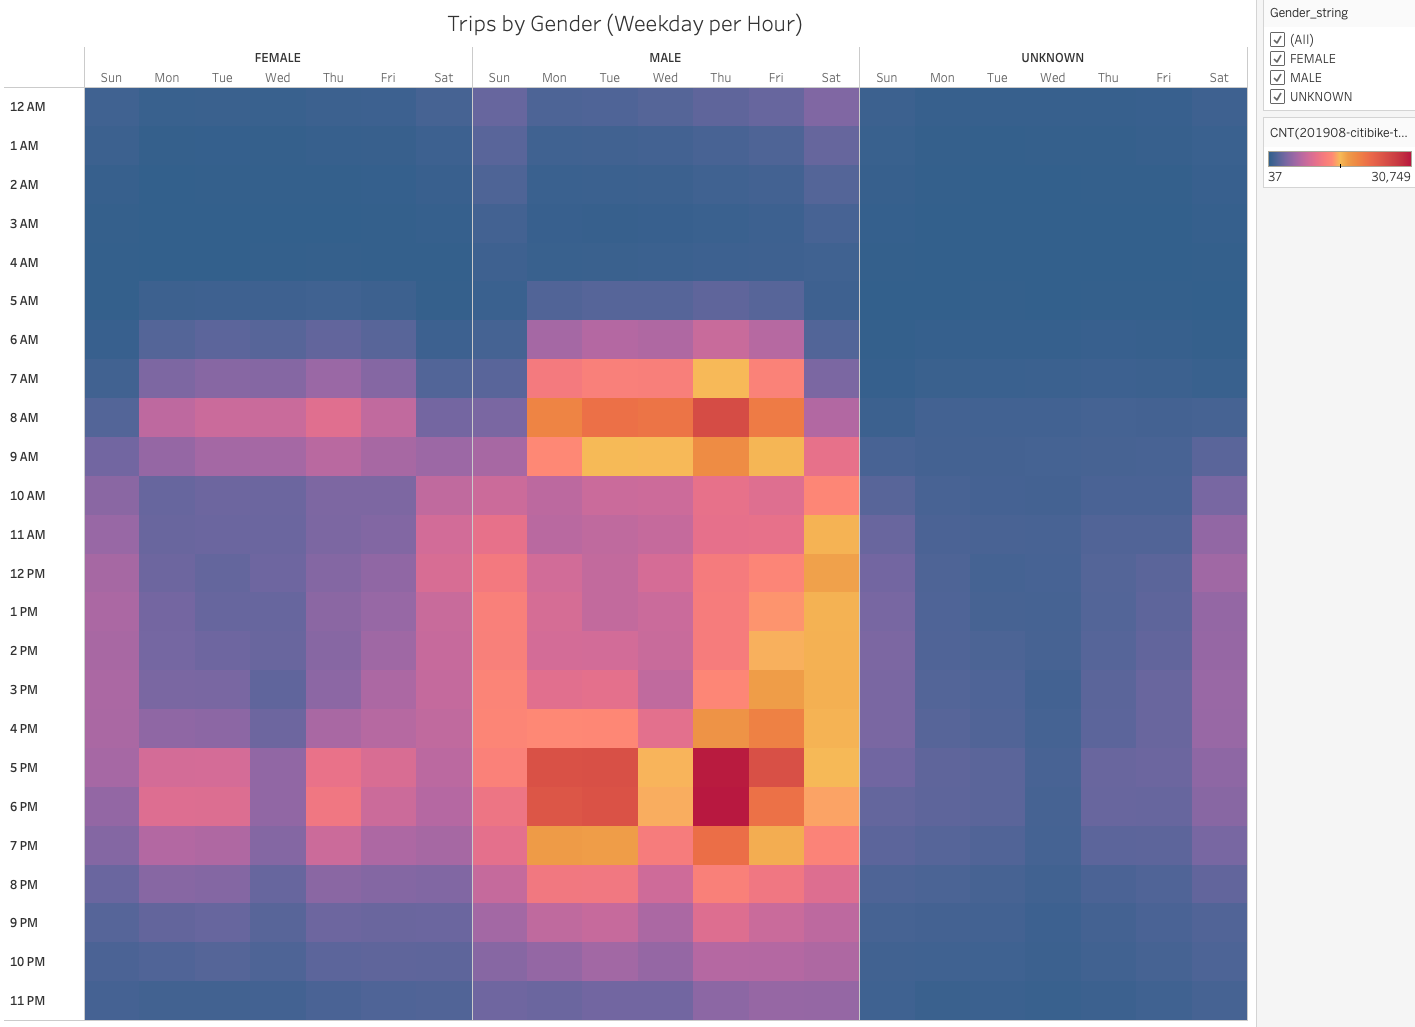 Trips by Gender (Weekday per Hour)
FEMALE MALE UNKNOWN
Sun Mon Tue Wed Thu Fri Sat Sun Mon Tue Wed Thu Fri Sat Sun Mon Tue Wed Thu Fri Sat
12 AM
1 AM
2 AM
3 AM
4 AM
5 AM
6 AM
7 AM
8 AM
9 AM
10 AM
11 AM
12 PM
1 PM
2 PM
3 PM
4 PM
5 PM
6 PM
7 PM
8 PM
9 PM
10 PM
11 PM
Gender_string
(All)
FEMALE
MALE
UNKNOWN
CNT(201908-citibike-t...
37 30,749